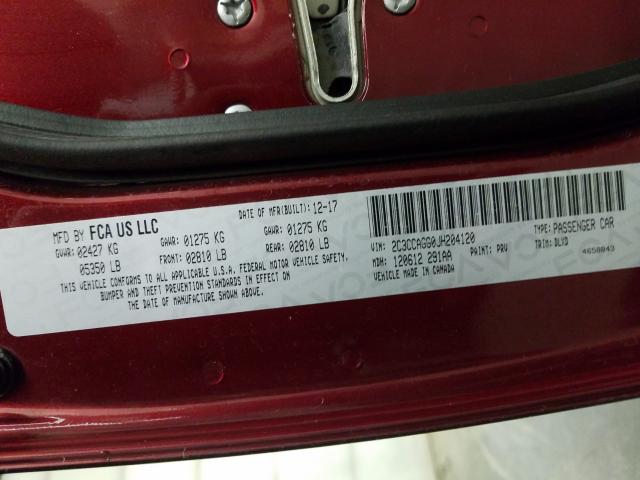 MFD BY FCA US LLC DATE OF MFR(BUILT): 12-17
GVWR: 02427 KG GAWR: 01275 KG GAWR: 01275 KG
05350 LB FRONT: 02810 LB REAR: 02810 LB
THIS VEHICLE CONFORMS TO ALL APPLICABLE U.S.A. FEDERAL MOTOR VEHICLE SAFETY,
BUMPER AND THEFT PREVENTION STANDARDS IN EFFECT ON THE
DATE OF MANUFACTURE SHOWN ABOVE.
VIN: 2C3CCAGG0JH204120 TYPE: PASSENGER CAR
MDH: 120612 291AA PAINT: PRV TRIM: DLYD
VEHICLE MADE IN CANADA 4658843